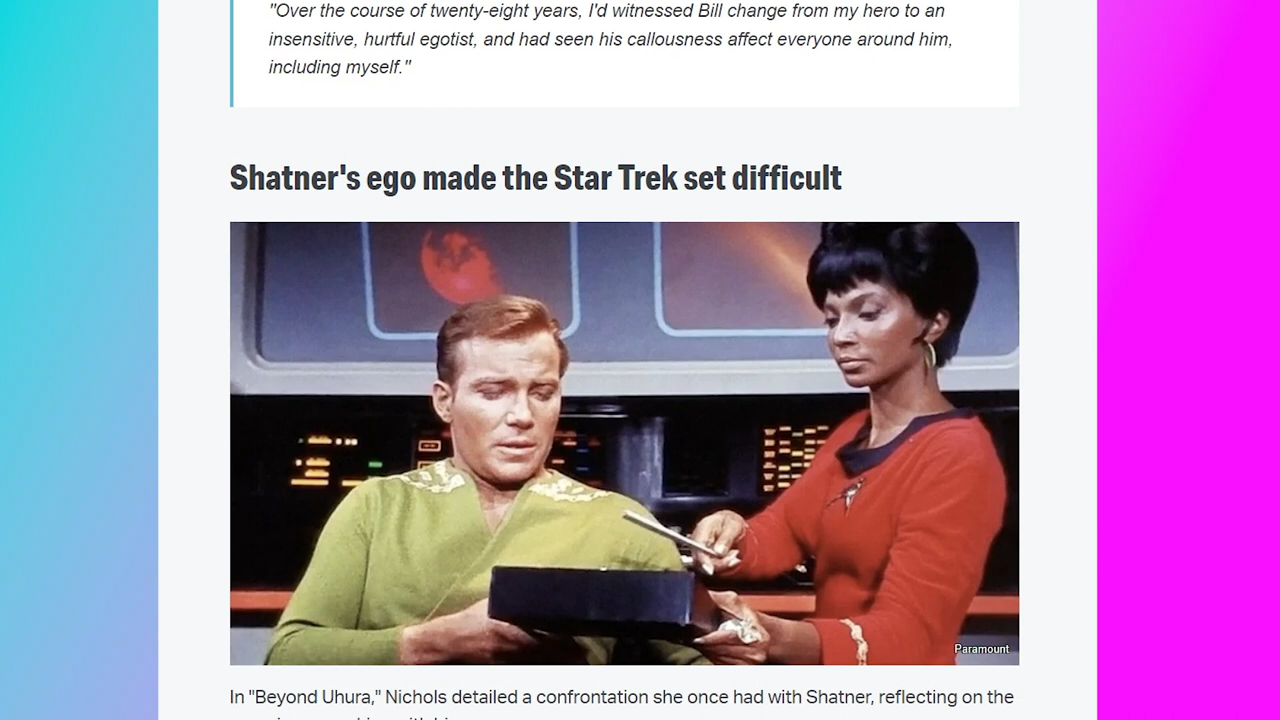 "Over the course of twenty-eight years, I'd witnessed Bill change from my hero to an
insensitive, hurtful egotist, and had seen his callousness affect everyone around him,
including myself."
Shatner's ego made the Star Trek set difficult
Paramount
In "Beyond Uhura," Nichols detailed a confrontation she once had with Shatner, reflecting on the